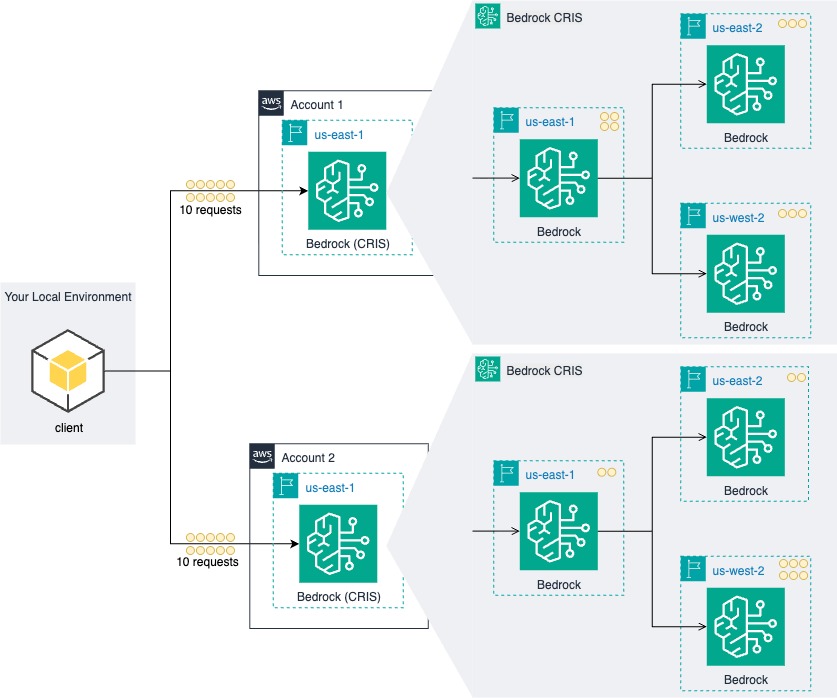 Bedrock CRIS
us-east-2
Bedrock
aws
Account 1
us-east-1
Bedrock (CRIS)
10 requests
us-east-1
Bedrock
us-west-2
Bedrock
Your Local Environment
client
Bedrock CRIS
us-east-2
Bedrock
aws
Account 2
us-east-1
Bedrock (CRIS)
10 requests
us-east-1
Bedrock
us-west-2
Bedrock